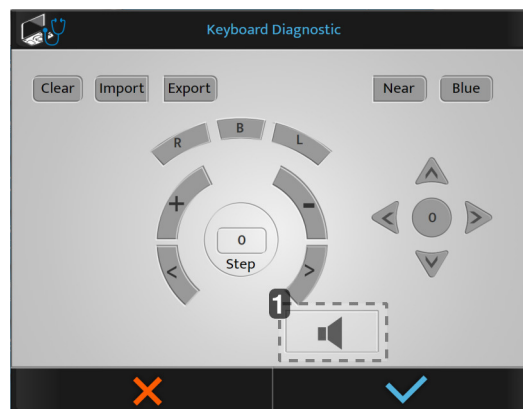 Keyboard Diagnostic
Clear Import Export Near Blue
R B L
+ -
0 0
Step
< >
1